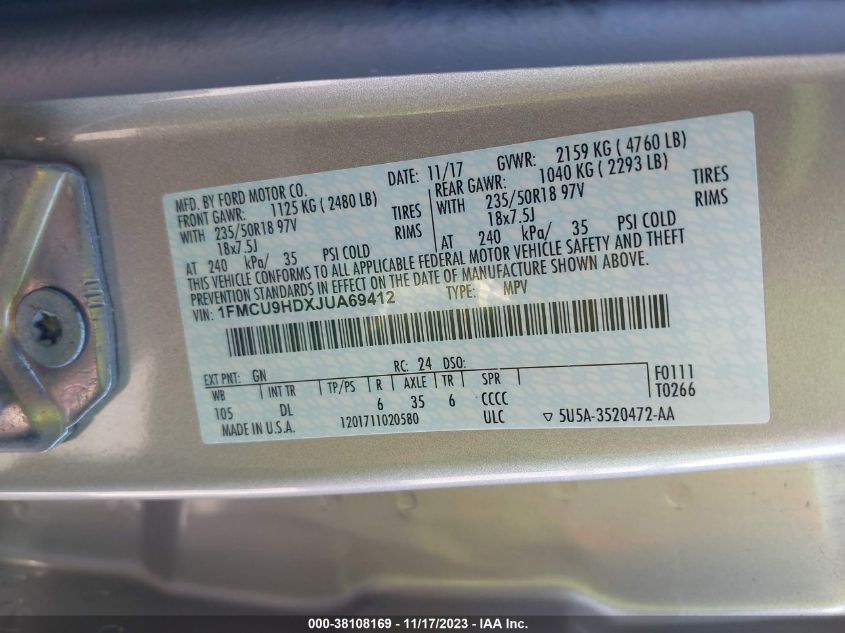 MFD. BY FORD MOTOR CO.
DATE: 11/17 GVWR: 2159 KG ( 4760 LB)
FRONT GAWR: 1125 KG ( 2480 LB)
WITH 235/50R18 97V TIRES
18x7.5J RIMS
AT 240 kPa/ 35 PSI COLD
REAR GAWR: 1040 KG ( 2293 LB)
WITH 235/50R18 97V TIRES
18x7.5J RIMS
AT 240 kPa/ 35 PSI COLD
THIS VEHICLE CONFORMS TO ALL APPLICABLE FEDERAL MOTOR VEHICLE SAFETY AND THEFT
PREVENTION STANDARDS IN EFFECT ON THE DATE OF MANUFACTURE SHOWN ABOVE.
VIN: 1FMCU9HDXJUA69412 TYPE: MPV
EXT PNT: GN RC: 24 DSO: F0111
WB INT TR TP/PS R AXLE TR SPR T0266
105 DL 6 35 6 CCCC
MADE IN U.S.A. 1201711020580 ULC ▽ 5U5A-3520472-AA
000-38108169 - 11/17/2023 - IAA Inc.